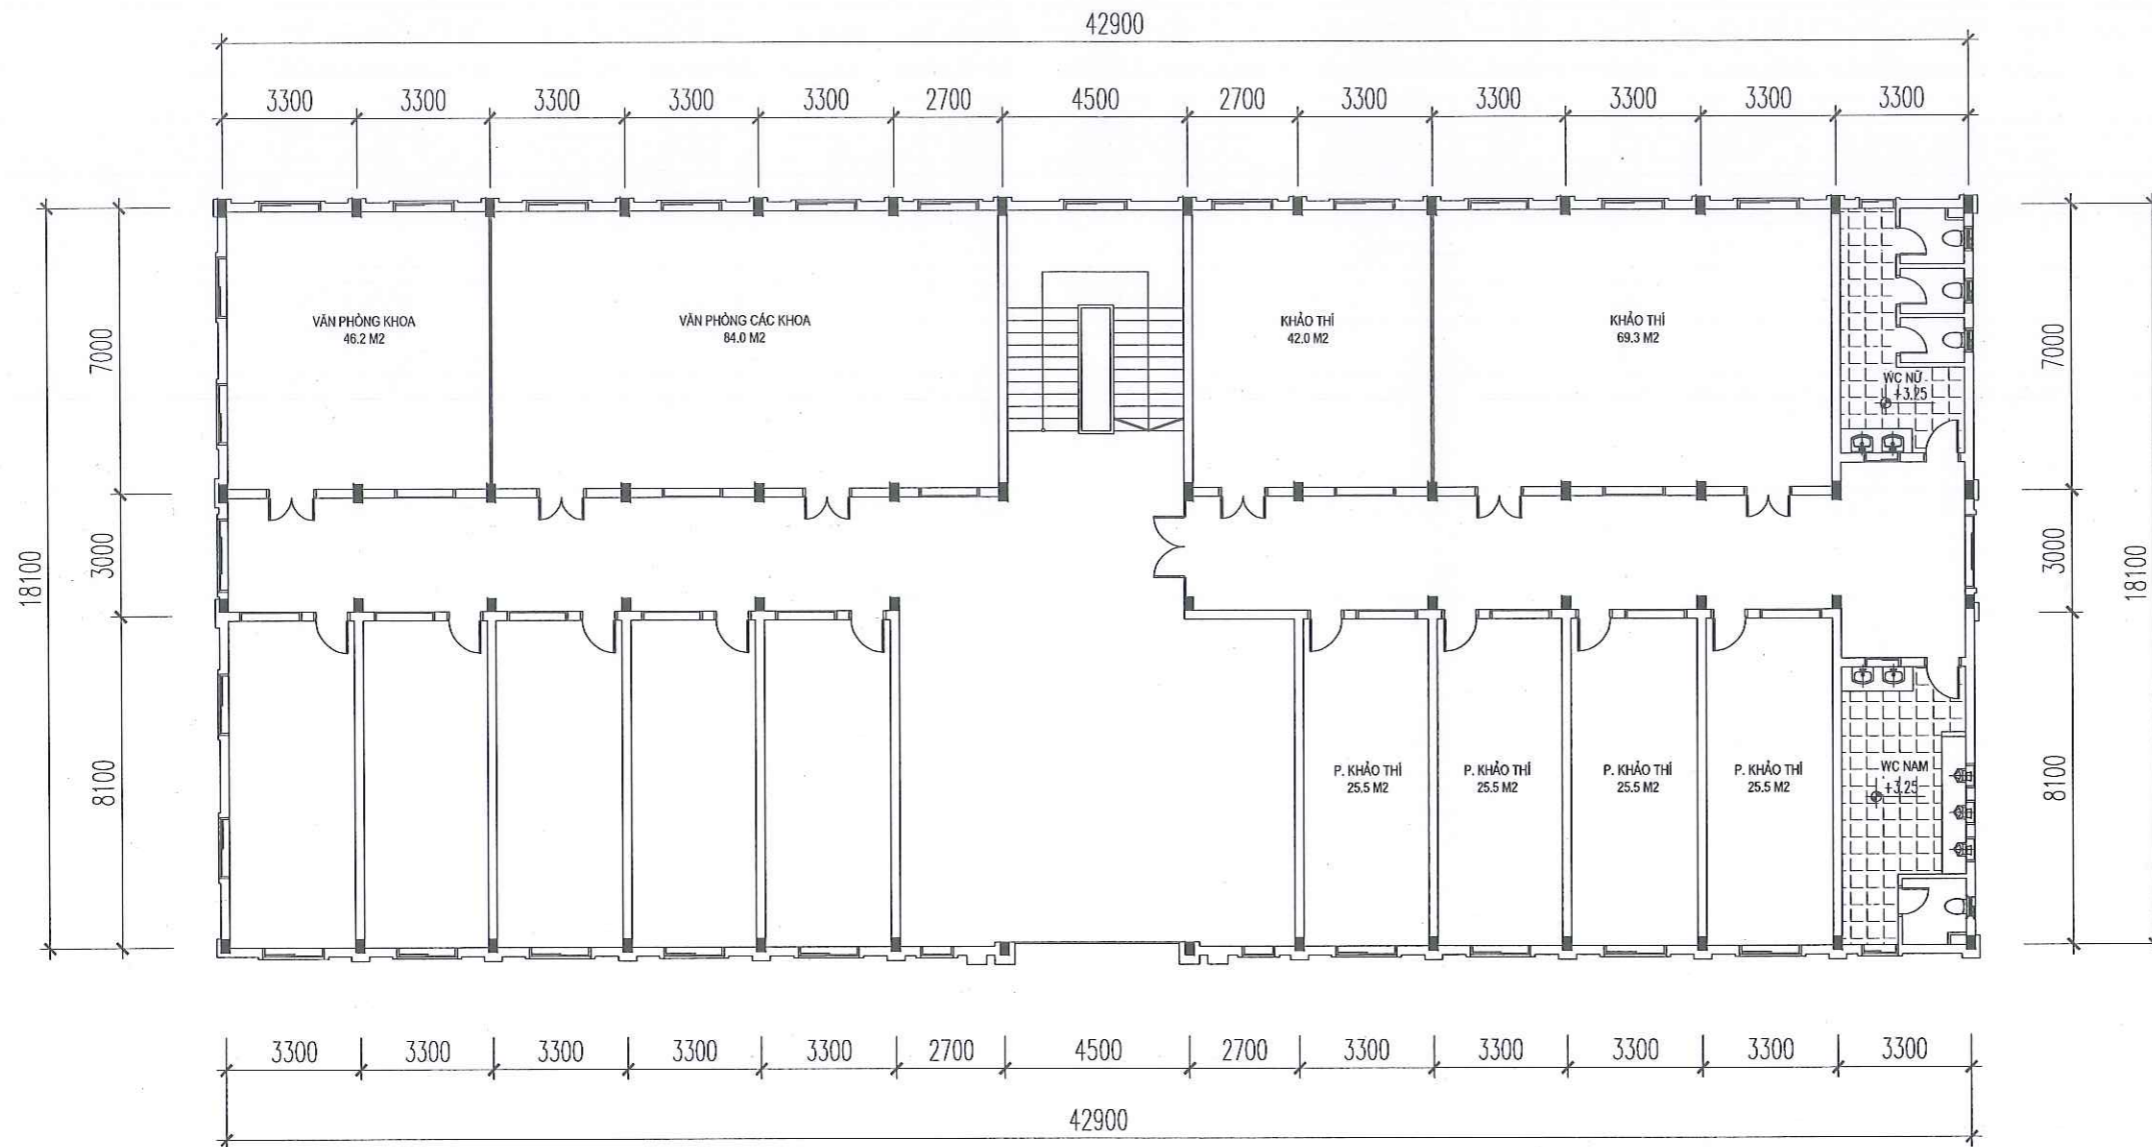 42900
3300 3300 3300 3300 3300 2700 4500 2700 3300 3300 3300 3300 3300
VĂN PHÒNG KHOA
46.2 M2
VĂN PHÒNG CÁC KHOA
84.0 M2
KHẢO THÍ
42.0 M2
KHẢO THÍ
69.3 M2
WC NỮ
+3.25
7000
7000
18100
3000
3000
18100
8100
8100
P. KHẢO THÍ
25.5 M2
P. KHẢO THÍ
25.5 M2
P. KHẢO THÍ
25.5 M2
P. KHẢO THÍ
25.5 M2
WC NAM
+3.25
3300 3300 3300 3300 3300 2700 4500 2700 3300 3300 3300 3300 3300
42900